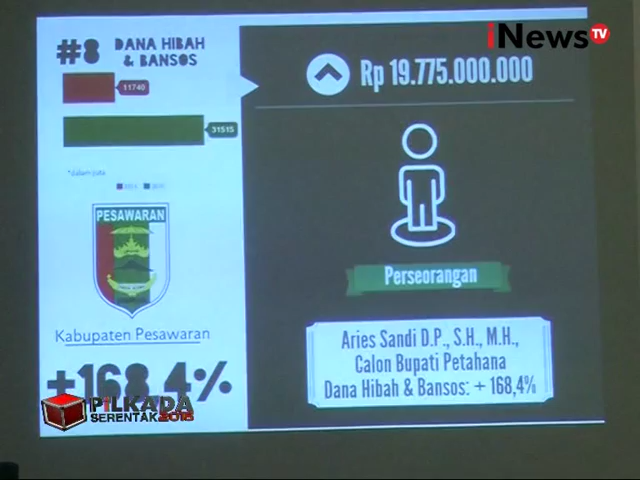 iNews TV
#8 DANA HIBAH
& BANSOS
11740
31515
*dalam juta
PESAWARAN
Kabupaten Pesawaran
+168,4%
PILKADA
SERENTAK 2015
Rp 19.775.000.000
Perseorangan
Aries Sandi D.P., S.H., M.H.,
Calon Bupati Petahana
Dana Hibah & Bansos: + 168,4%